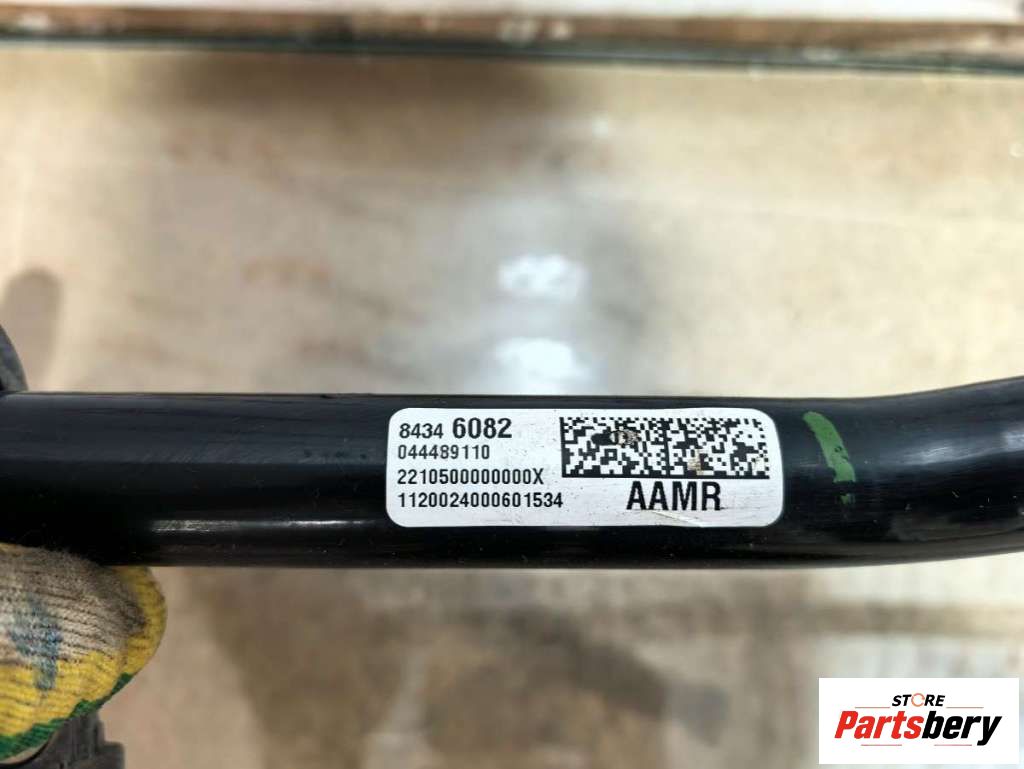 8434 6082
044489110
2210500000000X
1120024000601534
AAMR
STORE
Partsbery